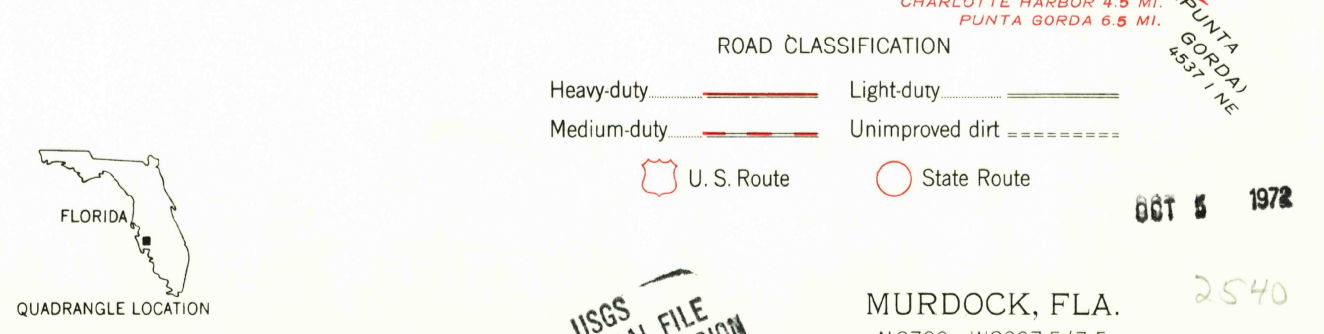 CHARLOTTE HARBOR 4.5 MI.
PUNTA GORDA 6.5 MI.
(PUNTA GORDA)
4537 I NE
ROAD CLASSIFICATION
Heavy-duty Light-duty
Medium-duty Unimproved dirt
U. S. Route State Route
OCT 5 1972
FLORIDA
QUADRANGLE LOCATION
USGS
FILE
MURDOCK, FLA.
2540